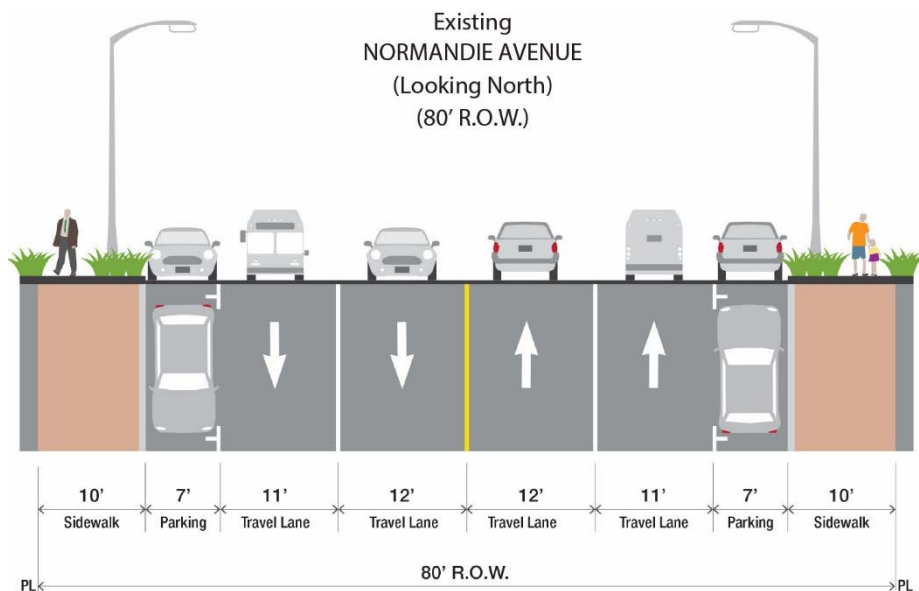 Existing
NORMANDIE AVENUE
(Looking North)
(80’ R.O.W.)
10’ 7’ 11’ 12’ 12’ 11’ 7’ 10’
Sidewalk Parking Travel Lane Travel Lane Travel Lane Travel Lane Parking Sidewalk
80’ R.O.W.
PL PL